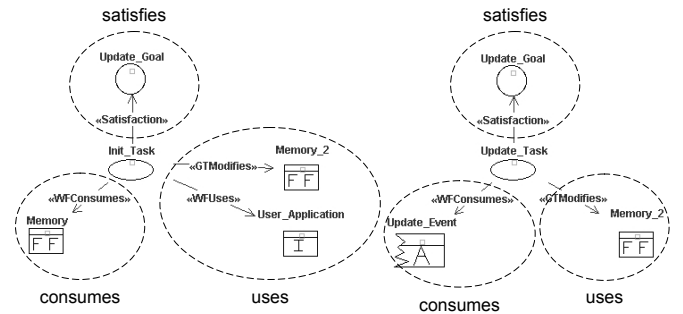 satisfies
Update_Goal
«Satisfaction»
Init_Task
«GTModifies»
Memory_2
F F
«WFConsumes»
«WFUses»
Memory
F F
User_Application
I
consumes
uses
satisfies
Update_Goal
«Satisfaction»
Update_Task
«WFConsumes»
«GTModifies»
Update_Event
A
Memory_2
F F
consumes
uses